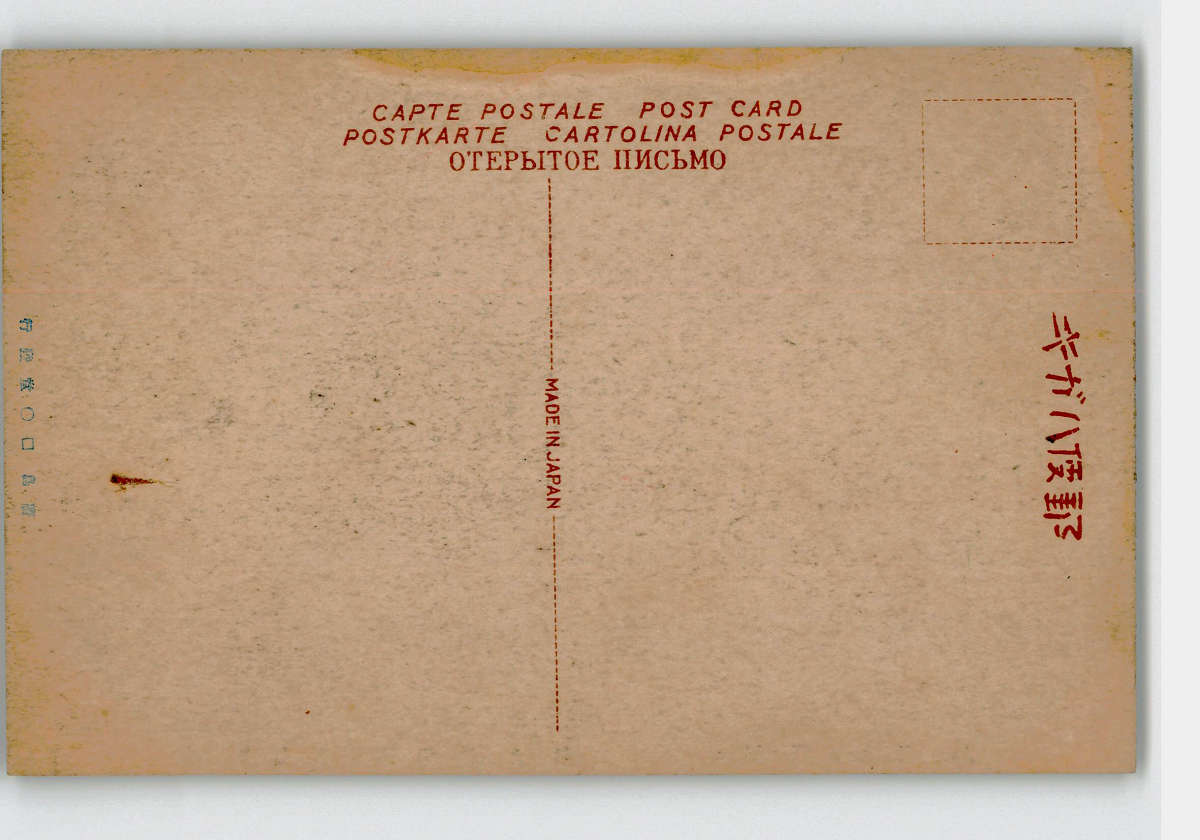 CAPTE POSTALE POST CARD
POSTKARTE CARTOLINA POSTALE
ОТЕРЫТОЕ ПИСЬМО
MADE IN JAPAN
郵便ハガキ